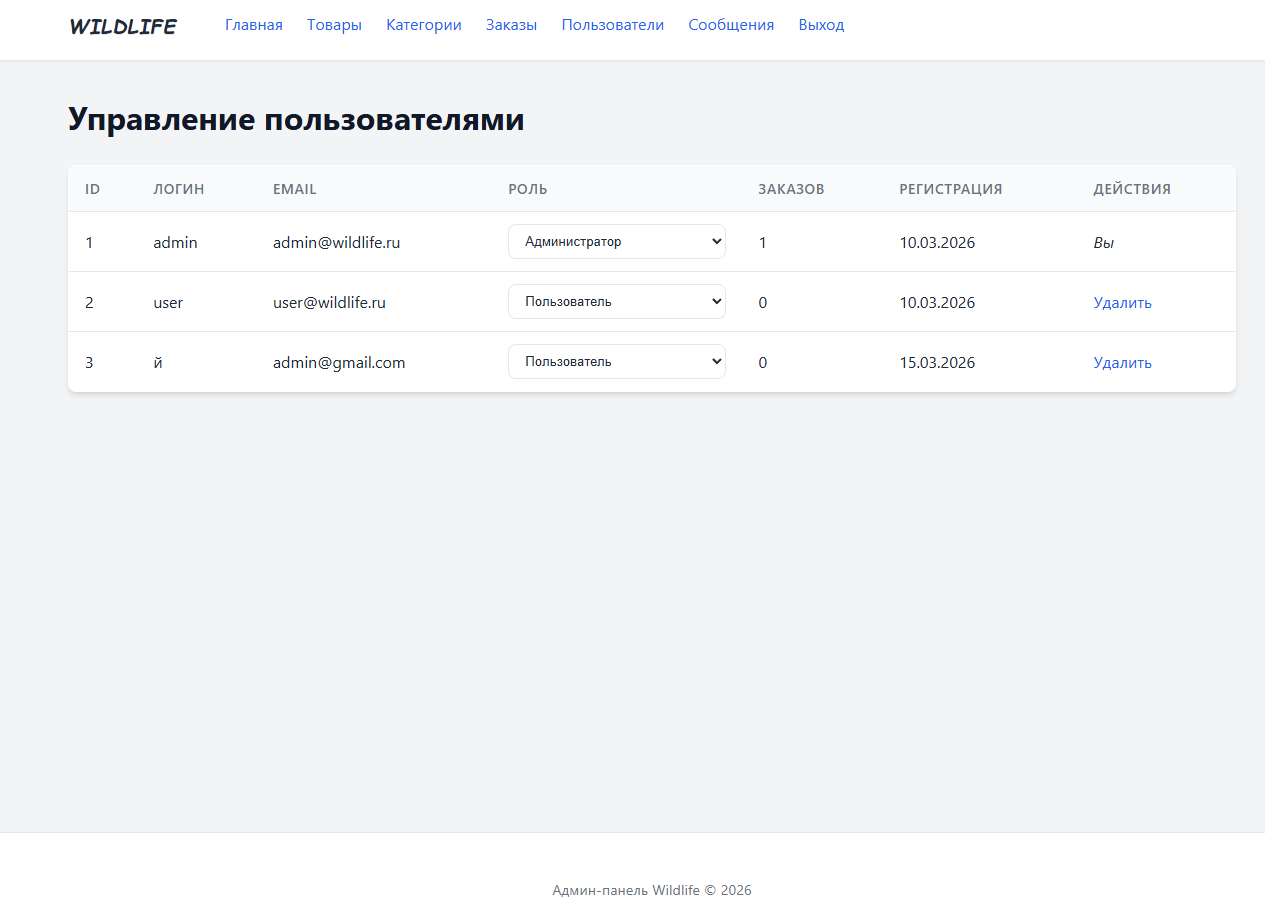 WILDLIFE Главная Товары Категории Заказы Пользователи Сообщения Выход
Управление пользователями
ID ЛОГИН EMAIL РОЛЬ ЗАКАЗОВ РЕГИСТРАЦИЯ ДЕЙСТВИЯ
1 admin admin@wildlife.ru Администратор 1 10.03.2026 Вы
2 user user@wildlife.ru Пользователь 0 10.03.2026 Удалить
3 й admin@gmail.com Пользователь 0 15.03.2026 Удалить
Админ-панель Wildlife © 2026